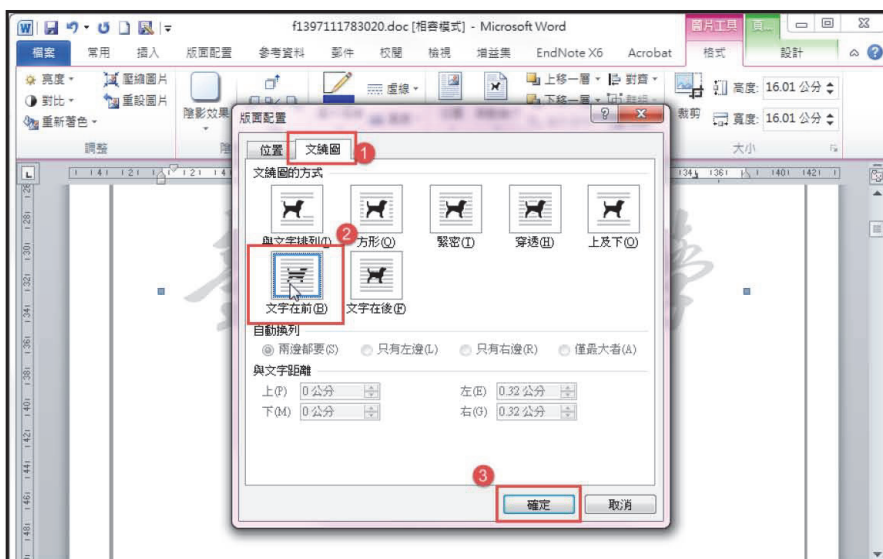 f1397111783020.doc [相容模式] - Microsoft Word
圖片工具
頁...
檔案 常用 插入 版面配置 參考資料 郵件 校閱 檢視 增益集 EndNote X6 Acrobat 格式 設計
亮度 壓縮圖片 陰影效果 虛線 上移一層 對齊 裁剪 高度: 16.01 公分
對比 重設圖片 下移一層 群組
重新著色 寬度: 16.01 公分
調整 大小
版面配置
位置 文繞圖 1
文繞圖的方式
與文字排列(I) 方形(Q) 緊密(T) 穿透(H) 上及下(O)
2
文字在前(B) 文字在後(F)
自動換列
兩邊都要(S) 只有左邊(L) 只有右邊(R) 僅最大者(A)
與文字距離
上(P) 0 公分 左(E) 0.32 公分
下(M) 0 公分 右(G) 0.32 公分
3
確定 取消
學